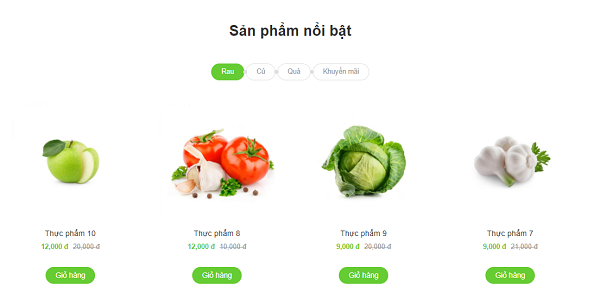 Sản phẩm nổi bật
Rau Củ Quả Khuyến mãi
Thực phẩm 10 Thực phẩm 8 Thực phẩm 9 Thực phẩm 7
12,000 đ 20,000 đ 12,000 đ 10,000 đ 9,000 đ 20,000 đ 9,000 đ 21,000 đ
Giỏ hàng Giỏ hàng Giỏ hàng Giỏ hàng